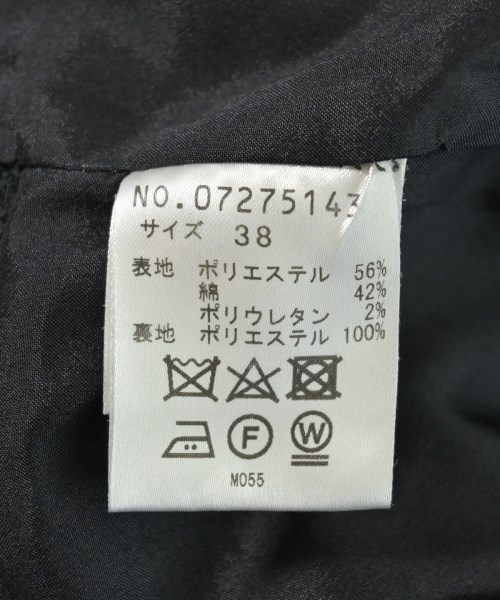 NO.07275143
サイズ 38
表地 ポリエステル 56%
綿 42%
ポリウレタン 2%
裏地 ポリエステル 100%
F W
M055